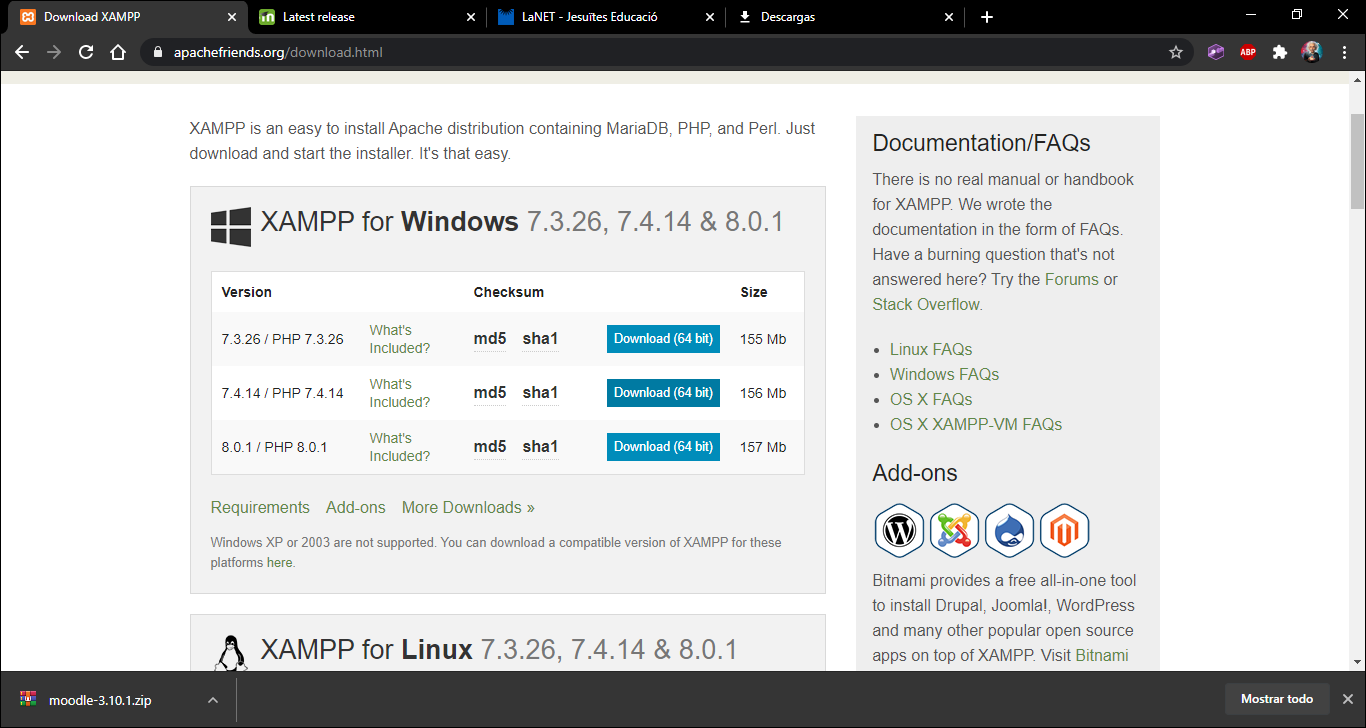 Download XAMPP
Latest release
LaNET - Jesuïtes Educació
Descargas
apachefriends.org/download.html
ABP
XAMPP is an easy to install Apache distribution containing MariaDB, PHP, and Perl. Just
download and start the installer. It's that easy.
XAMPP for Windows 7.3.26, 7.4.14 & 8.0.1
Version Checksum Size
7.3.26 / PHP 7.3.26 What's Included? md5 sha1 Download (64 bit) 155 Mb
7.4.14 / PHP 7.4.14 What's Included? md5 sha1 Download (64 bit) 156 Mb
8.0.1 / PHP 8.0.1 What's Included? md5 sha1 Download (64 bit) 157 Mb
Requirements Add-ons More Downloads »
Windows XP or 2003 are not supported. You can download a compatible version of XAMPP for these
platforms here.
XAMPP for Linux 7.3.26, 7.4.14 & 8.0.1
Documentation/FAQs
There is no real manual or handbook
for XAMPP. We wrote the
documentation in the form of FAQs.
Have a burning question that's not
answered here? Try the Forums or
Stack Overflow.
• Linux FAQs
• Windows FAQs
• OS X FAQs
• OS X XAMPP-VM FAQs
Add-ons
Bitnami provides a free all-in-one tool
to install Drupal, Joomla!, WordPress
and many other popular open source
apps on top of XAMPP. Visit Bitnami
moodle-3.10.1.zip
Mostrar todo